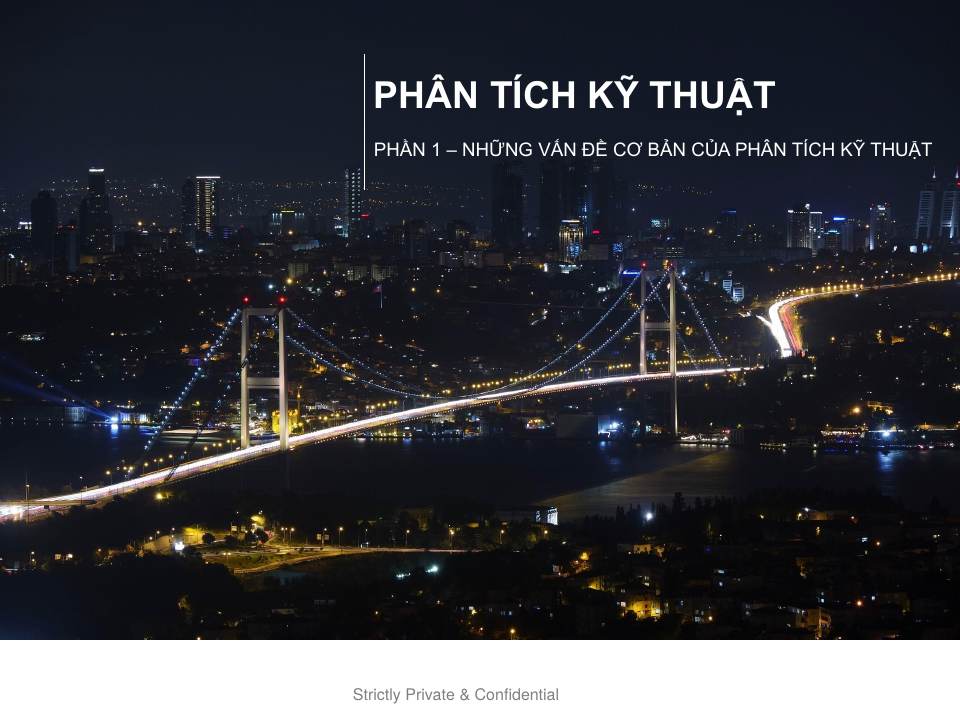 PHÂN TÍCH KỸ THUẬT
PHẦN 1 – NHỮNG VẤN ĐỀ CƠ BẢN CỦA PHÂN TÍCH KỸ THUẬT
Strictly Private & Confidential